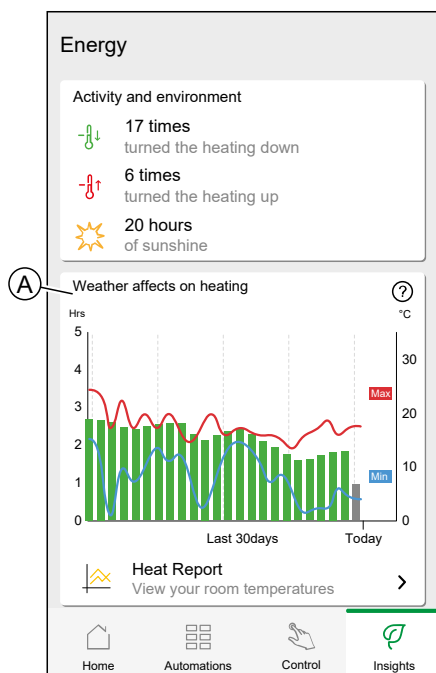 Energy
Activity and environment
17 times
turned the heating down
6 times
turned the heating up
20 hours
of sunshine
A
Weather affects on heating
?
Hrs
°C
5
4
3
2
1
0
30
20
10
0
Max
Min
Last 30days
Today
Heat Report
View your room temperatures
Home
Automations
Control
Insights